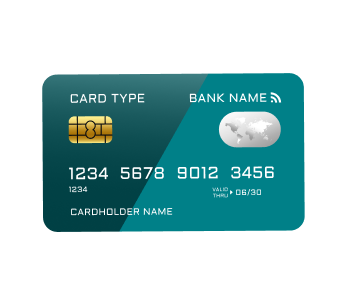 CARD TYPE BANK NAME
1234 5678 9012 3456
1234 VALID THRU 06/30
CARDHOLDER NAME